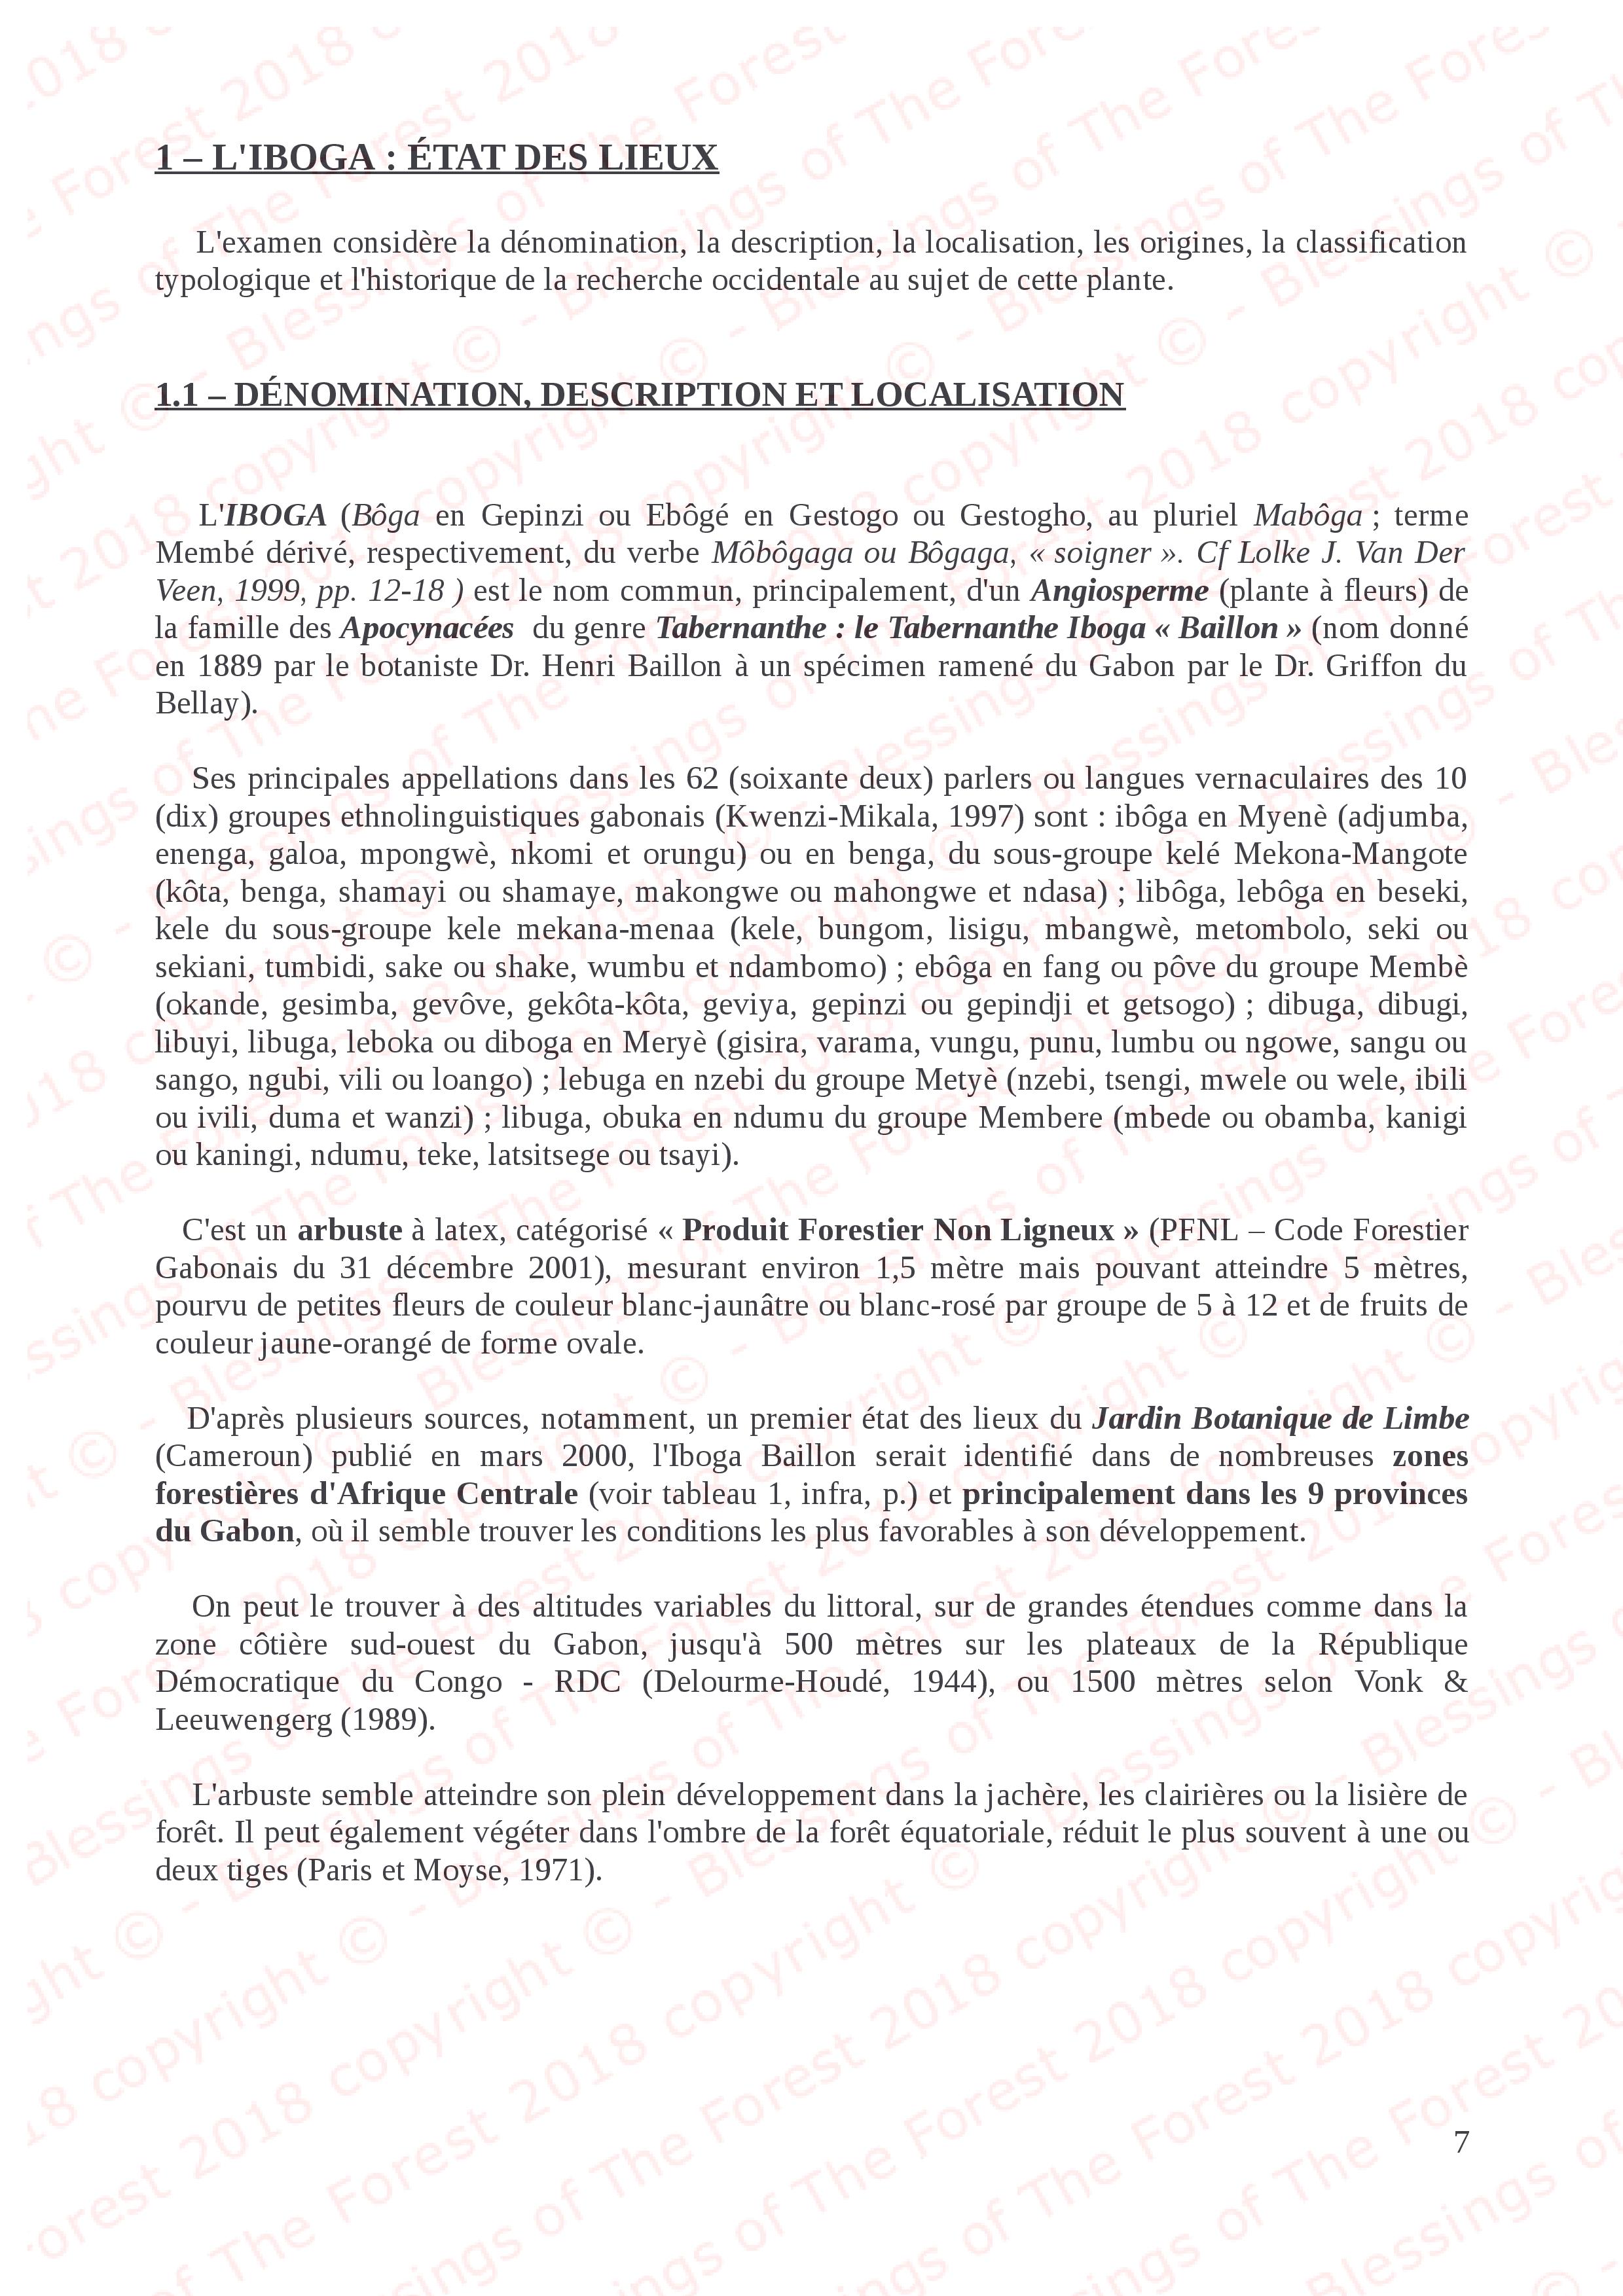 1 – L'IBOGA : ÉTAT DES LIEUX
L'examen considère la dénomination, la description, la localisation, les origines, la classification
typologique et l'historique de la recherche occidentale au sujet de cette plante.
1.1 – DÉNOMINATION, DESCRIPTION ET LOCALISATION
L'IBOGA (Bôga en Gepinzi ou Ebôgé en Gestogo ou Gestogho, au pluriel Mabôga ; terme
Membé dérivé, respectivement, du verbe Môbôgaga ou Bôgaga, « soigner ». Cf Lolke J. Van Der
Veen, 1999, pp. 12-18 ) est le nom commun, principalement, d'un Angiosperme (plante à fleurs) de
la famille des Apocynacées du genre Tabernanthe : le Tabernanthe Iboga « Baillon » (nom donné
en 1889 par le botaniste Dr. Henri Baillon à un spécimen ramené du Gabon par le Dr. Griffon du
Bellay).
Ses principales appellations dans les 62 (soixante deux) parlers ou langues vernaculaires des 10
(dix) groupes ethnolinguistiques gabonais (Kwenzi-Mikala, 1997) sont : ibôga en Myenè (adjumba,
enenga, galoa, mpongwè, nkomi et orungu) ou en benga, du sous-groupe kelé Mekona-Mangote
(kôta, benga, shamayi ou shamaye, makongwe ou mahongwe et ndasa) ; libôga, lebôga en beseki,
kele du sous-groupe kele mekana-menaa (kele, bungom, lisigu, mbangwè, metombolo, seki ou
sekiani, tumbidi, sake ou shake, wumbu et ndambomo) ; ebôga en fang ou pôve du groupe Membè
(okande, gesimba, gevôve, gekôta-kôta, geviya, gepinzi ou gepindji et getsogo) ; dibuga, dibugi,
libuyi, libuga, leboka ou diboga en Meryè (gisira, varama, vungu, punu, lumbu ou ngowe, sangu ou
sango, ngubi, vili ou loango) ; lebuga en nzebi du groupe Metyè (nzebi, tsengi, mwele ou wele, ibili
ou ivili, duma et wanzi) ; libuga, obuka en ndumu du groupe Membere (mbede ou obamba, kanigi
ou kaningi, ndumu, teke, latsitsege ou tsayi).
C'est un arbuste à latex, catégorisé « Produit Forestier Non Ligneux » (PFNL – Code Forestier
Gabonais du 31 décembre 2001), mesurant environ 1,5 mètre mais pouvant atteindre 5 mètres,
pourvu de petites fleurs de couleur blanc-jaunâtre ou blanc-rosé par groupe de 5 à 12 et de fruits de
couleur jaune-orangé de forme ovale.
D'après plusieurs sources, notamment, un premier état des lieux du Jardin Botanique de Limbe
(Cameroun) publié en mars 2000, l'Iboga Baillon serait identifié dans de nombreuses zones
forestières d'Afrique Centrale (voir tableau 1, infra, p.) et principalement dans les 9 provinces
du Gabon, où il semble trouver les conditions les plus favorables à son développement.
On peut le trouver à des altitudes variables du littoral, sur de grandes étendues comme dans la
zone côtière sud-ouest du Gabon, jusqu'à 500 mètres sur les plateaux de la République
Démocratique du Congo - RDC (Delourme-Houdé, 1944), ou 1500 mètres selon Vonk &
Leeuwengerg (1989).
L'arbuste semble atteindre son plein développement dans la jachère, les clairières ou la lisière de
forêt. Il peut également végéter dans l'ombre de la forêt équatoriale, réduit le plus souvent à une ou
deux tiges (Paris et Moyse, 1971).
7